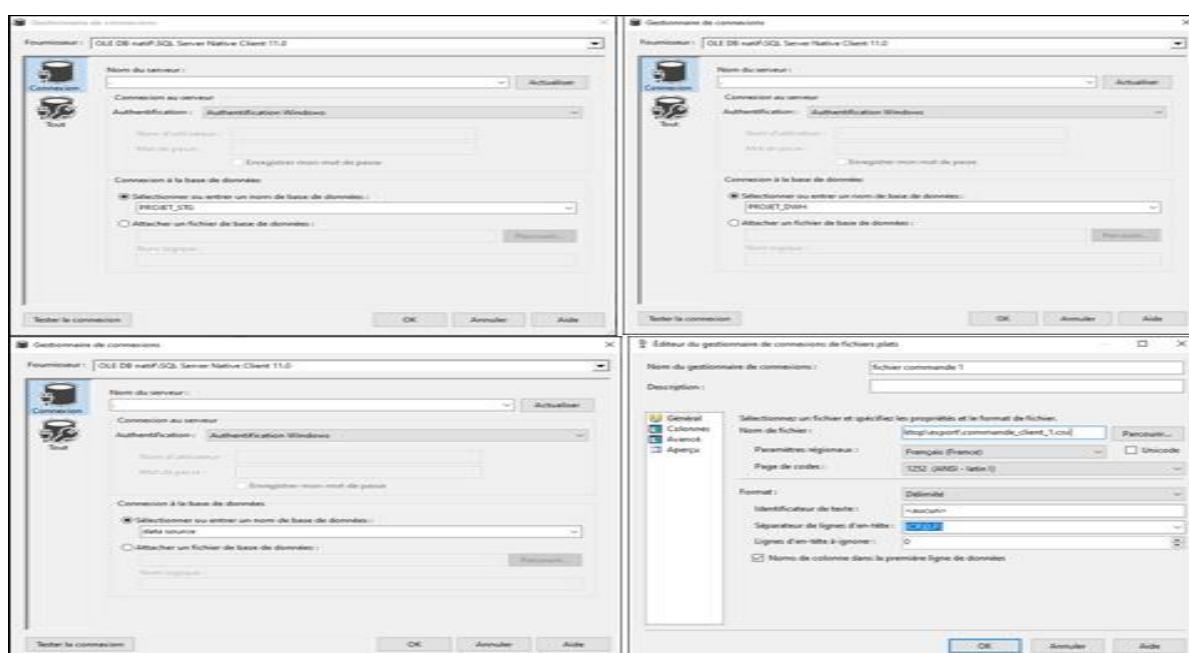 Gestionnaire de connexions
Fournisseur : OLE DB natif\SQL Server Native Client 11.0
Connexion
Tout
Nom du serveur :
.
Actualiser
Connexion au serveur
Authentification : Authentification Windows
Nom d'utilisateur :
Mot de passe :
Enregistrer mon mot de passe
Connexion à la base de données
Sélectionner ou entrer un nom de base de données :
PROJET_STG
Attacher un fichier de base de données :
Parcourir...
Nom logique :
Tester la connexion
OK
Annuler
Aide
Gestionnaire de connexions
Fournisseur : OLE DB natif\SQL Server Native Client 11.0
Connexion
Tout
Nom du serveur :
.
Actualiser
Connexion au serveur
Authentification : Authentification Windows
Nom d'utilisateur :
Mot de passe :
Enregistrer mon mot de passe
Connexion à la base de données
Sélectionner ou entrer un nom de base de données :
PROJET_DWH
Attacher un fichier de base de données :
Parcourir...
Nom logique :
Tester la connexion
OK
Annuler
Aide
Gestionnaire de connexions
Fournisseur : OLE DB natif\SQL Server Native Client 11.0
Connexion
Tout
Nom du serveur :
.
Actualiser
Connexion au serveur
Authentification : Authentification Windows
Nom d'utilisateur :
Mot de passe :
Enregistrer mon mot de passe
Connexion à la base de données
Sélectionner ou entrer un nom de base de données :
data source
Attacher un fichier de base de données :
Parcourir...
Nom logique :
Tester la connexion
OK
Annuler
Aide
Éditeur du gestionnaire de connexions de fichiers plats
Nom du gestionnaire de connexions : fichier commande 1
Description :
Général
Colonnes
Avancé
Aperçu
Sélectionnez un fichier et spécifiez les propriétés et le format de fichier.
Nom de fichier : \export\commande_client_1.csv
Parcourir...
Paramètres régionaux : Français (France)
Unicode
Page de codes : 1252 (ANSI - latin I)
Format : Délimité
Identificateur de texte : <aucun>
Séparateur de lignes d'en-tête : {CR}{LF}
Lignes d'en-tête à ignorer : 0
Noms de colonne dans la première ligne de données
OK
Annuler
Aide